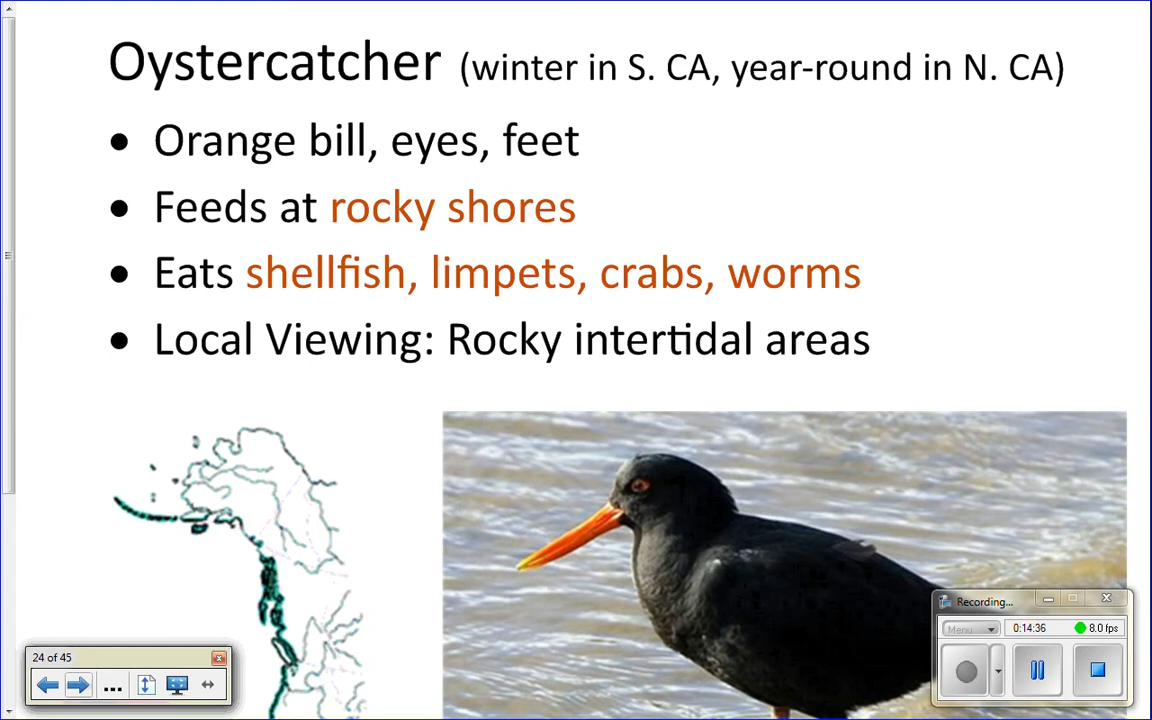 Oystercatcher (winter in S. CA, year-round in N. CA)
• Orange bill, eyes, feet
• Feeds at rocky shores
• Eats shellfish, limpets, crabs, worms
• Local Viewing: Rocky intertidal areas
Recording...
Menu 0:14:36 8.0 fps
24 of 45
...